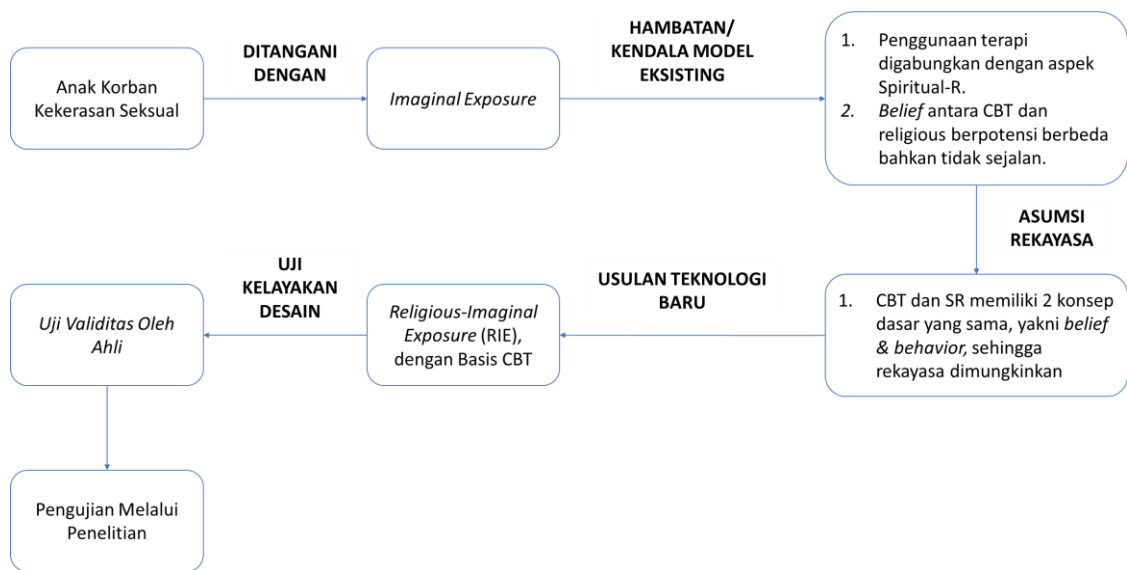 Anak Korban
Kekerasan Seksual
DITANGANI
DENGAN
Imaginal Exposure
HAMBATAN/
KENDALA MODEL
EKSISTING
1. Penggunaan terapi
digabungkan dengan aspek
Spiritual-R.
2. Belief antara CBT dan
religious berpotensi berbeda
bahkan tidak sejalan.
ASUMSI
REKAYASA
1. CBT dan SR memiliki 2 konsep
dasar yang sama, yakni belief
& behavior, sehingga
rekayasa dimungkinkan
USULAN TEKNOLOGI
BARU
Religious-Imaginal
Exposure (RIE),
dengan Basis CBT
UJI
KELAYAKAN
DESAIN
Uji Validitas Oleh
Ahli
Pengujian Melalui
Penelitian